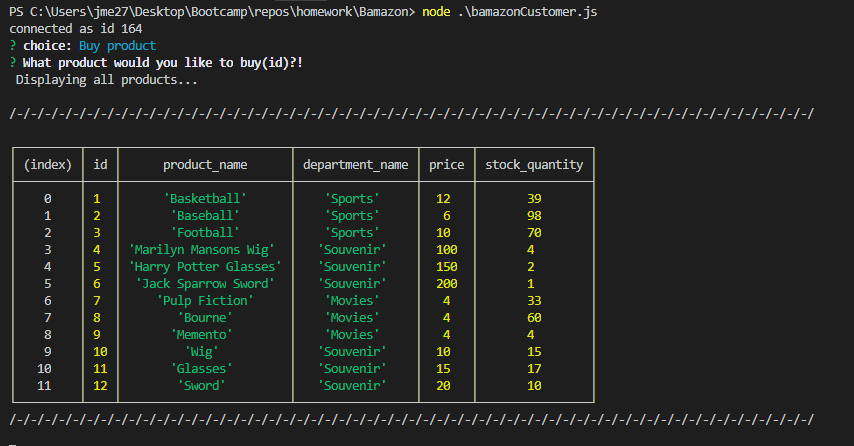 PS C:\Users\jme27\Desktop\Bootcamp\repos\homework\Bamazon> node .\bamazonCustomer.js
connected as id 164
? choice: Buy product
? What product would you like to buy(id)?!
Displaying all products...
/-/-/-/-/-/-/-/-/-/-/-/-/-/-/-/-/-/-/-/-/-/-/-/-/-/-/-/-/-/-/-/-/-/-/-/-/-/-/-/-/-/-/-/-/-/-/-/-/-/-/-/-/-/-/-/-/-/
(index) id product_name department_name price stock_quantity
0 1 'Basketball' 'Sports' 12 39
1 2 'Baseball' 'Sports' 6 98
2 3 'Football' 'Sports' 10 70
3 4 'Marilyn Mansons Wig' 'Souvenir' 100 4
4 5 'Harry Potter Glasses' 'Souvenir' 150 2
5 6 'Jack Sparrow Sword' 'Souvenir' 200 1
6 7 'Pulp Fiction' 'Movies' 4 33
7 8 'Bourne' 'Movies' 4 60
8 9 'Memento' 'Movies' 4 4
9 10 'Wig' 'Souvenir' 10 15
10 11 'Glasses' 'Souvenir' 15 17
11 12 'Sword' 'Souvenir' 20 10
/-/-/-/-/-/-/-/-/-/-/-/-/-/-/-/-/-/-/-/-/-/-/-/-/-/-/-/-/-/-/-/-/-/-/-/-/-/-/-/-/-/-/-/-/-/-/-/-/-/-/-/-/-/-/-/-/-/